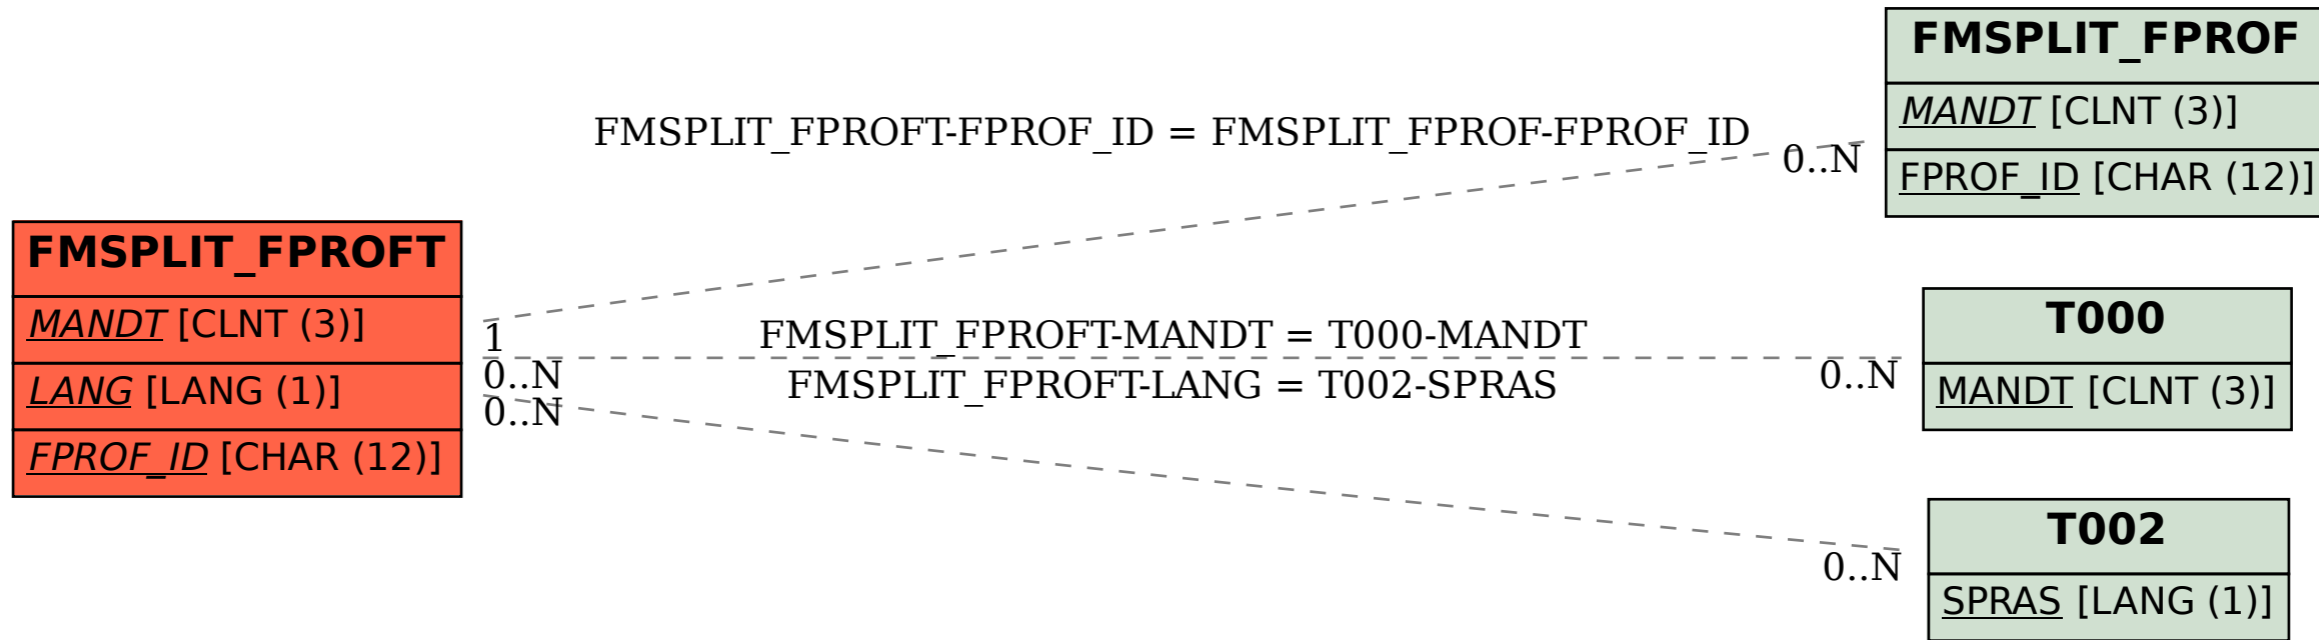 FMSPLIT_FPROF
MANDT [CLNT (3)]
FPROF_ID [CHAR (12)]
FMSPLIT_FPROFT-FPROF_ID = FMSPLIT_FPROF-FPROF_ID
0..N
FMSPLIT_FPROFT
MANDT [CLNT (3)]
LANG [LANG (1)]
FPROF_ID [CHAR (12)]
1
0..N
0..N
FMSPLIT_FPROFT-MANDT = T000-MANDT
FMSPLIT_FPROFT-LANG = T002-SPRAS
0..N
T000
MANDT [CLNT (3)]
0..N
T002
SPRAS [LANG (1)]